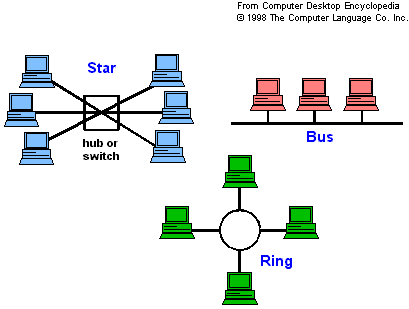 From Computer Desktop Encyclopedia
© 1998 The Computer Language Co. Inc.
Star
hub or
switch
Bus
Ring